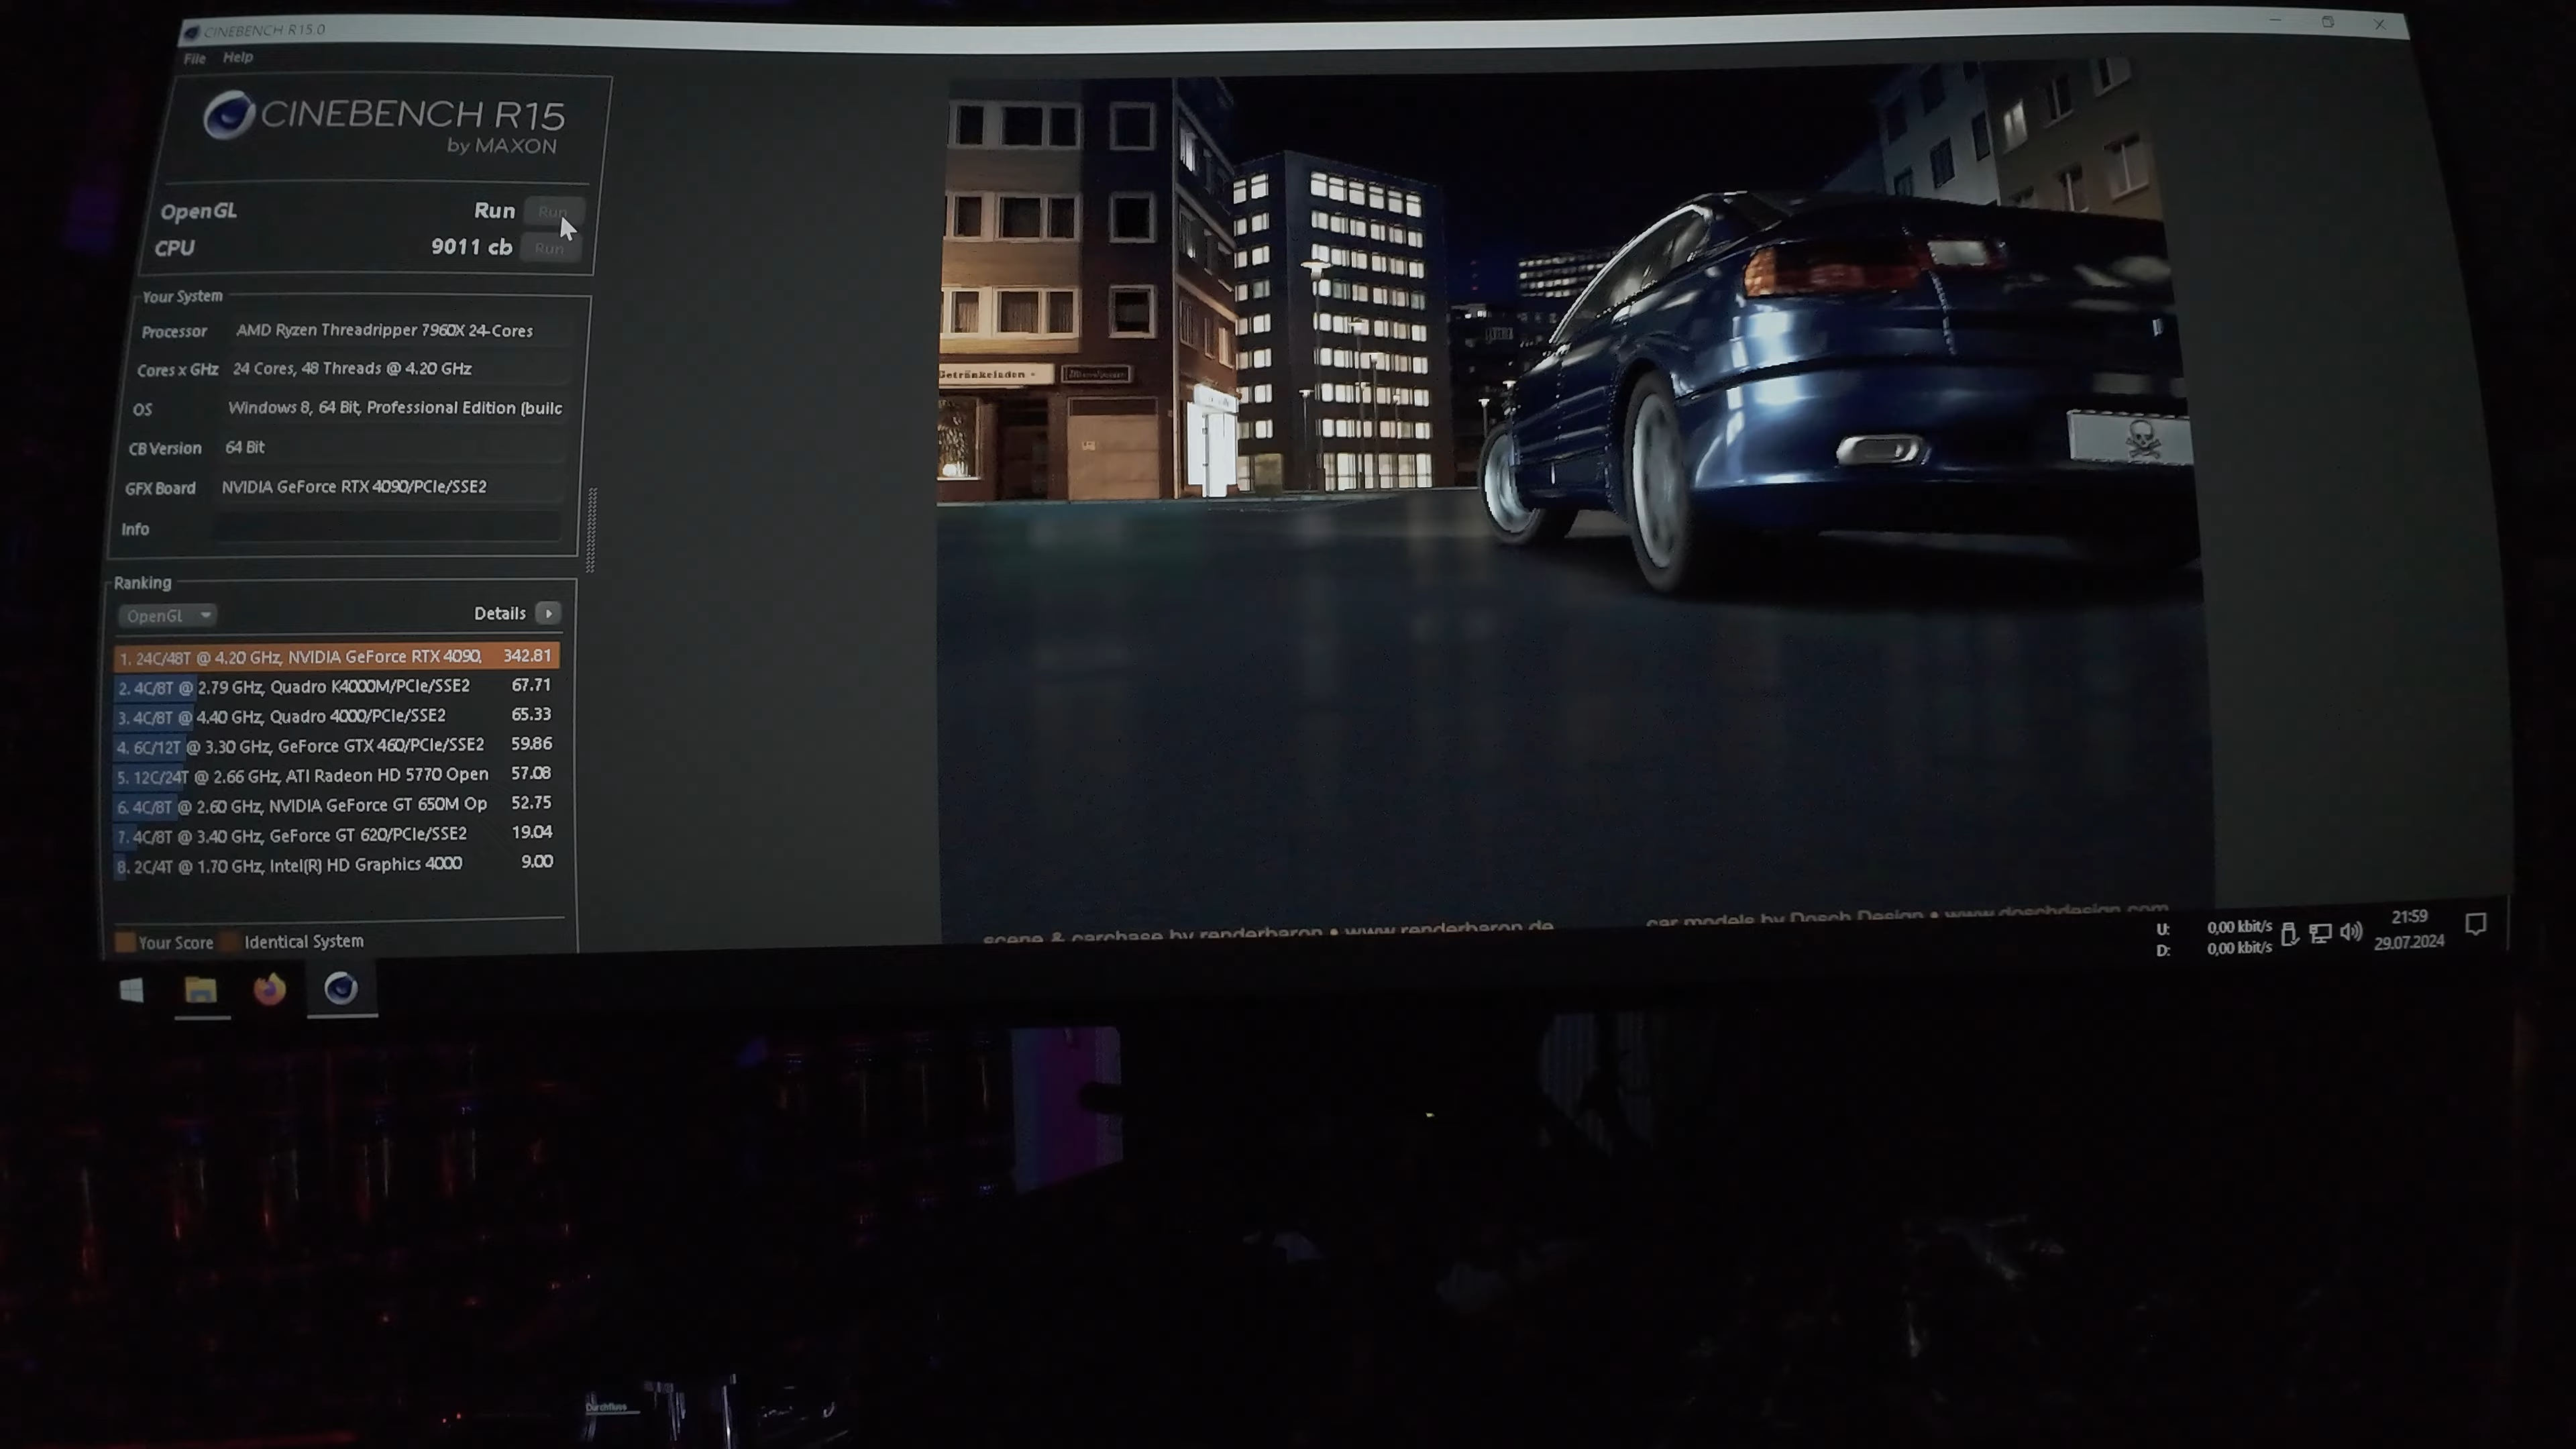 CINEBENCH R15.0
File Help
CINEBENCH R15
by MAXON
OpenGL Run Run
CPU 9011 cb Run
Your System
Processor AMD Ryzen Threadripper 7960X 24-Cores
Cores x GHz 24 Cores, 48 Threads @ 4.20 GHz
OS Windows 8, 64 Bit, Professional Edition (builc
CB Version 64 Bit
GFX Board NVIDIA GeForce RTX 4090/PCIe/SSE2
Info
Ranking
OpenGL Details
1. 24C/48T @ 4.20 GHz, NVIDIA GeForce RTX 4090, 342.81
2. 4C/8T @ 2.79 GHz, Quadro K4000M/PCIe/SSE2 67.71
3. 4C/8T @ 4.40 GHz, Quadro 4000/PCIe/SSE2 65.33
4. 6C/12T @ 3.30 GHz, GeForce GTX 460/PCIe/SSE2 59.86
5. 12C/24T @ 2.66 GHz, ATI Radeon HD 5770 Open 57.08
6. 4C/8T @ 2.60 GHz, NVIDIA GeForce GT 650M Op 52.75
7. 4C/8T @ 3.40 GHz, GeForce GT 620/PCIe/SSE2 19.04
8. 2C/4T @ 1.70 GHz, Intel(R) HD Graphics 4000 9.00
Your Score Identical System
Getränkeladen -
scene & carchase by renderbaron • www.renderbaron.de
car models by Dosch Design • www.doschdesign.com
U: 0,00 kbit/s
D: 0,00 kbit/s
21:59
29.07.2024
Durchfluss